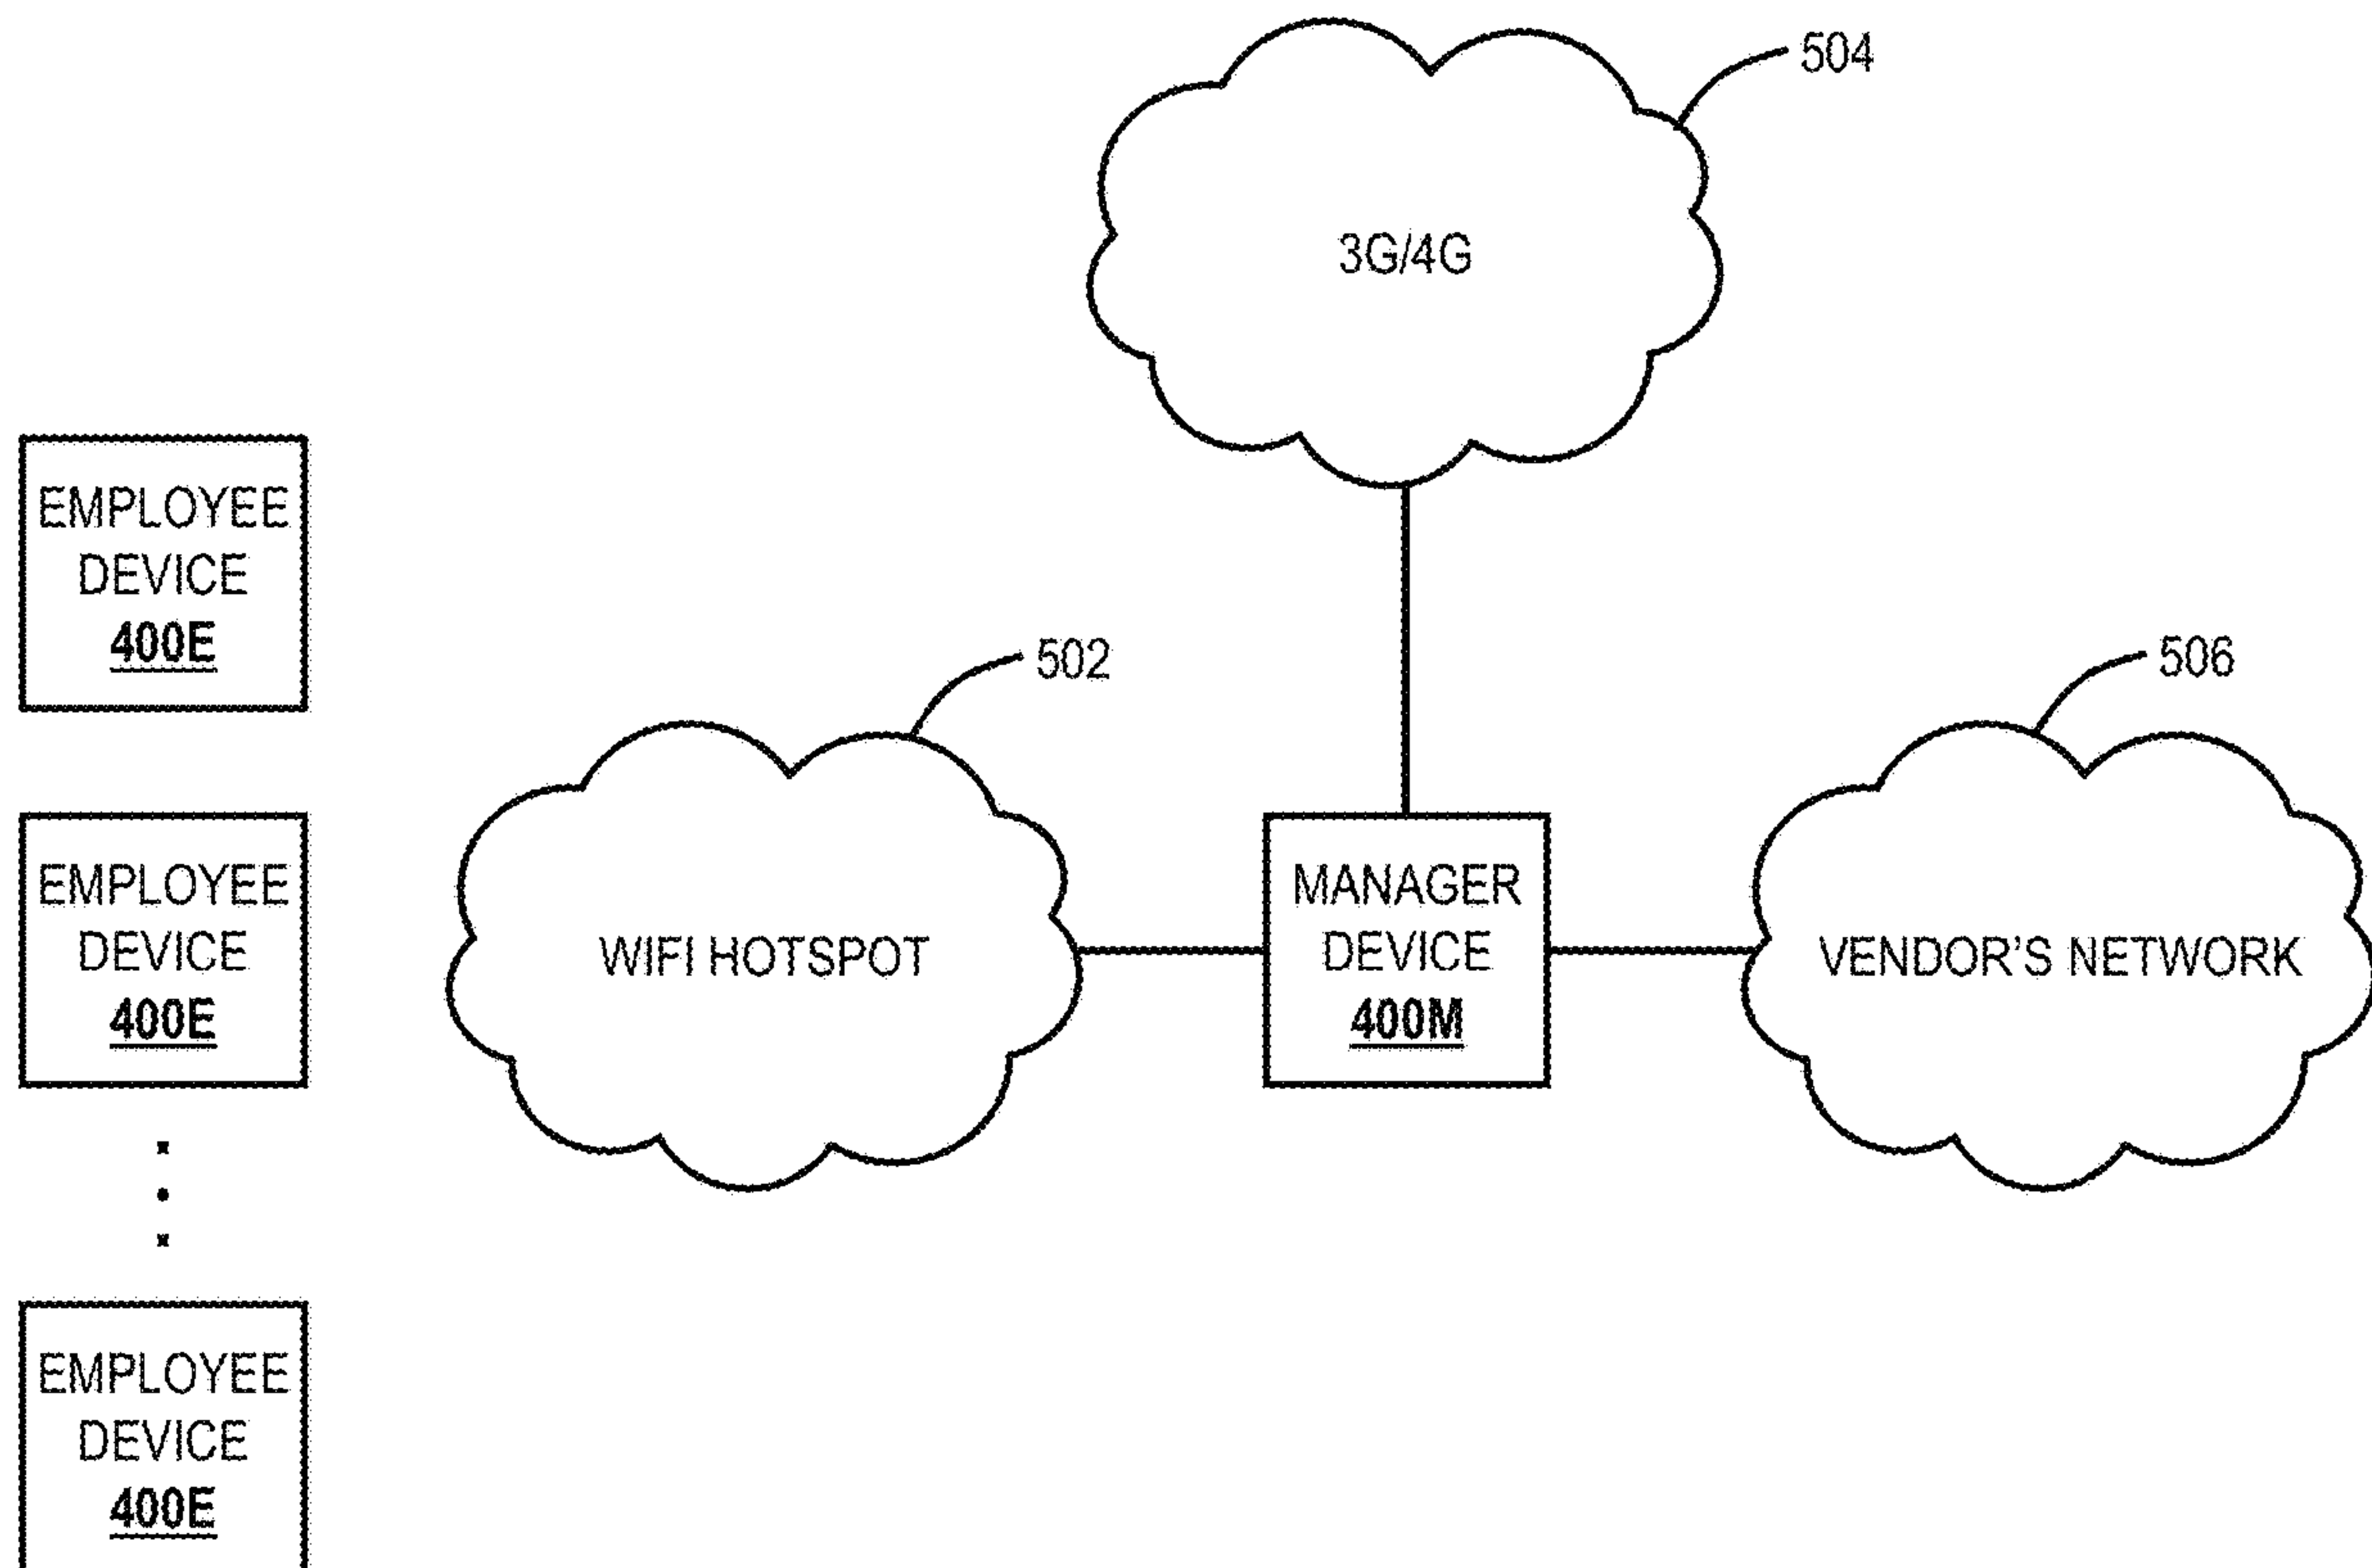 504
3G/4G
EMPLOYEE
DEVICE
400E
502
506
EMPLOYEE
DEVICE
400E
WIFI HOTSPOT
MANAGER
DEVICE
400M
VENDOR'S NETWORK
EMPLOYEE
DEVICE
400E